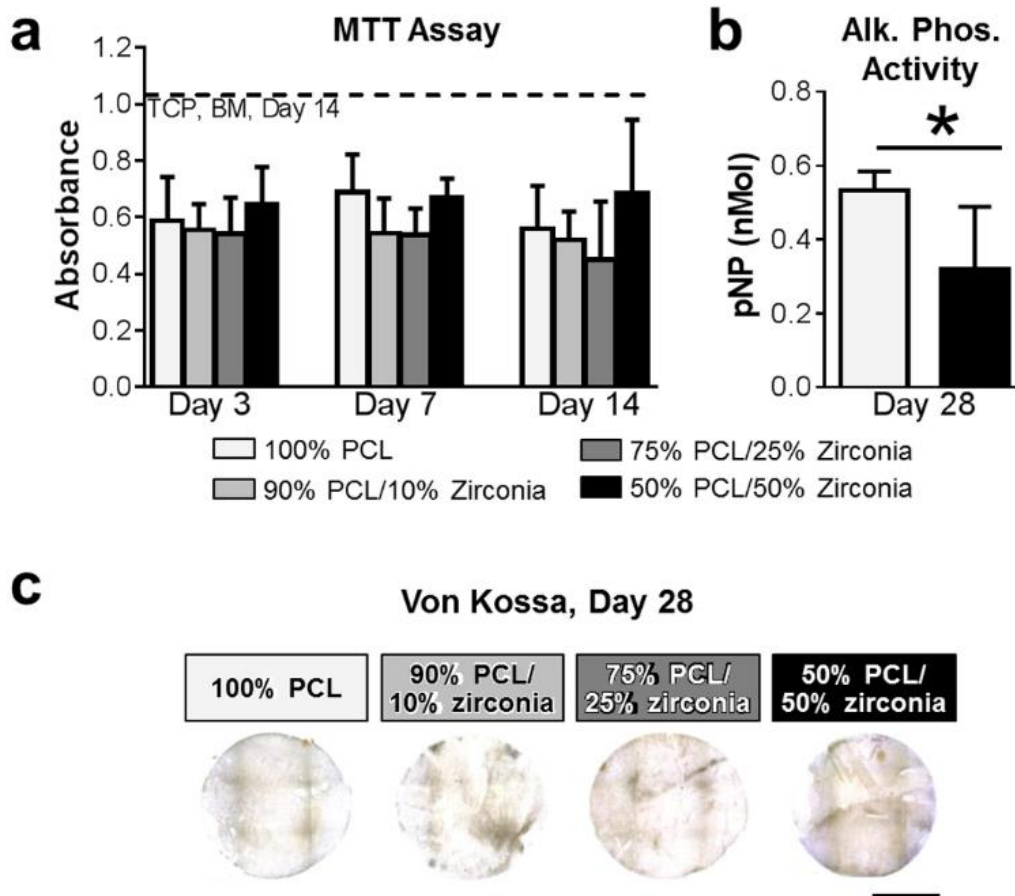 a
MTT Assay
Absorbance
1.2
1.0
0.8
0.6
0.4
0.2
0.0
TCP, BM, Day 14
Day 3
Day 7
Day 14
b
Alk. Phos.
Activity
pNP (nMol)
0.8
0.6
0.4
0.2
0.0
*
Day 28
100% PCL
90% PCL/10% Zirconia
75% PCL/25% Zirconia
50% PCL/50% Zirconia
c
Von Kossa, Day 28
100% PCL
90% PCL/
10% zirconia
75% PCL/
25% zirconia
50% PCL/
50% zirconia